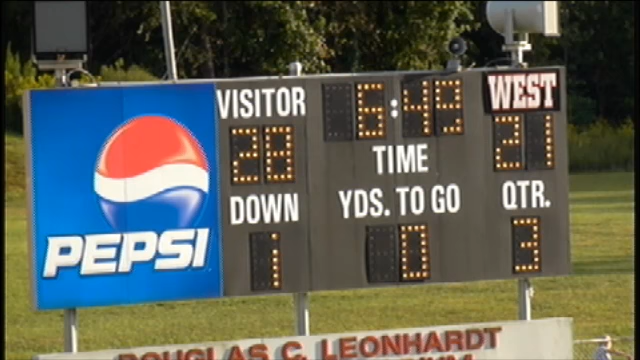 PEPSI
VISITOR
28
6:49
WEST
21
TIME
DOWN
YDS. TO GO
QTR.
1
0
3
DOUGLAS C. LEONHARDT